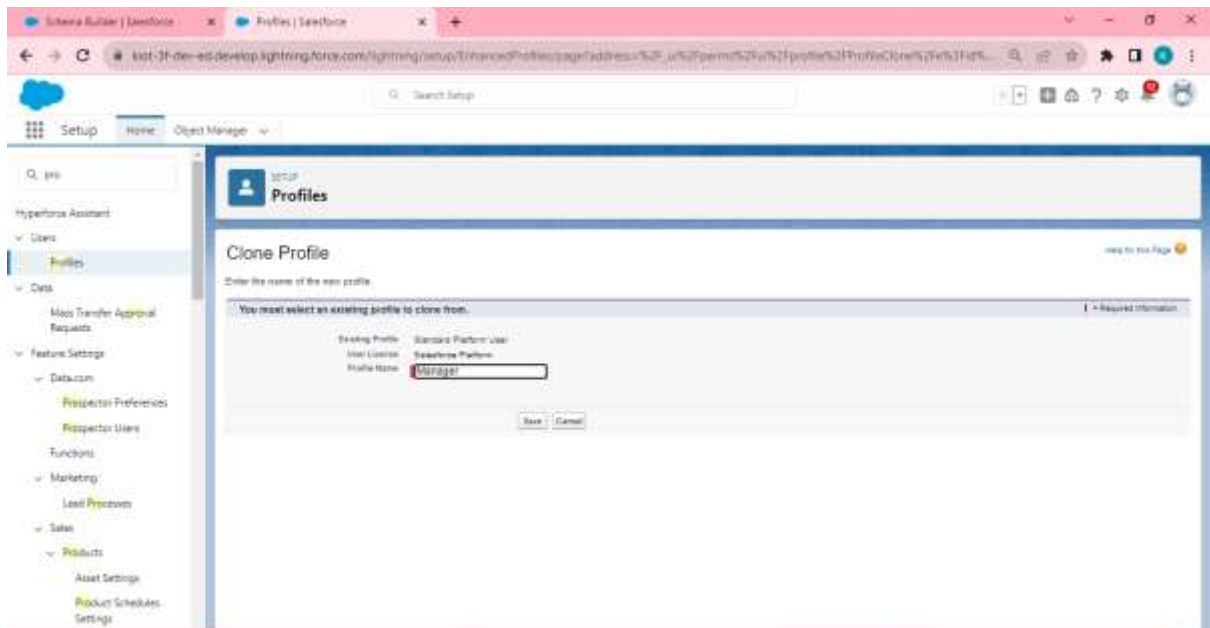 Schema Builder | Salesforce
Profiles | Salesforce
Search Setup
Setup
Home
Object Manager
pro
Hyperforce Assistant
Users
Profiles
Data
Mass Transfer Approval
Requests
Feature Settings
Data.com
Prospector Preferences
Prospector Users
Functions
Marketing
Lead Processes
Sales
Products
Asset Settings
Product Schedules
Settings
SETUP
Profiles
Clone Profile
Help for this Page
Enter the name of the new profile.
You must select an existing profile to clone from.
= Required Information
Existing Profile Standard Platform User
User License Salesforce Platform
Profile Name Manager
Save Cancel